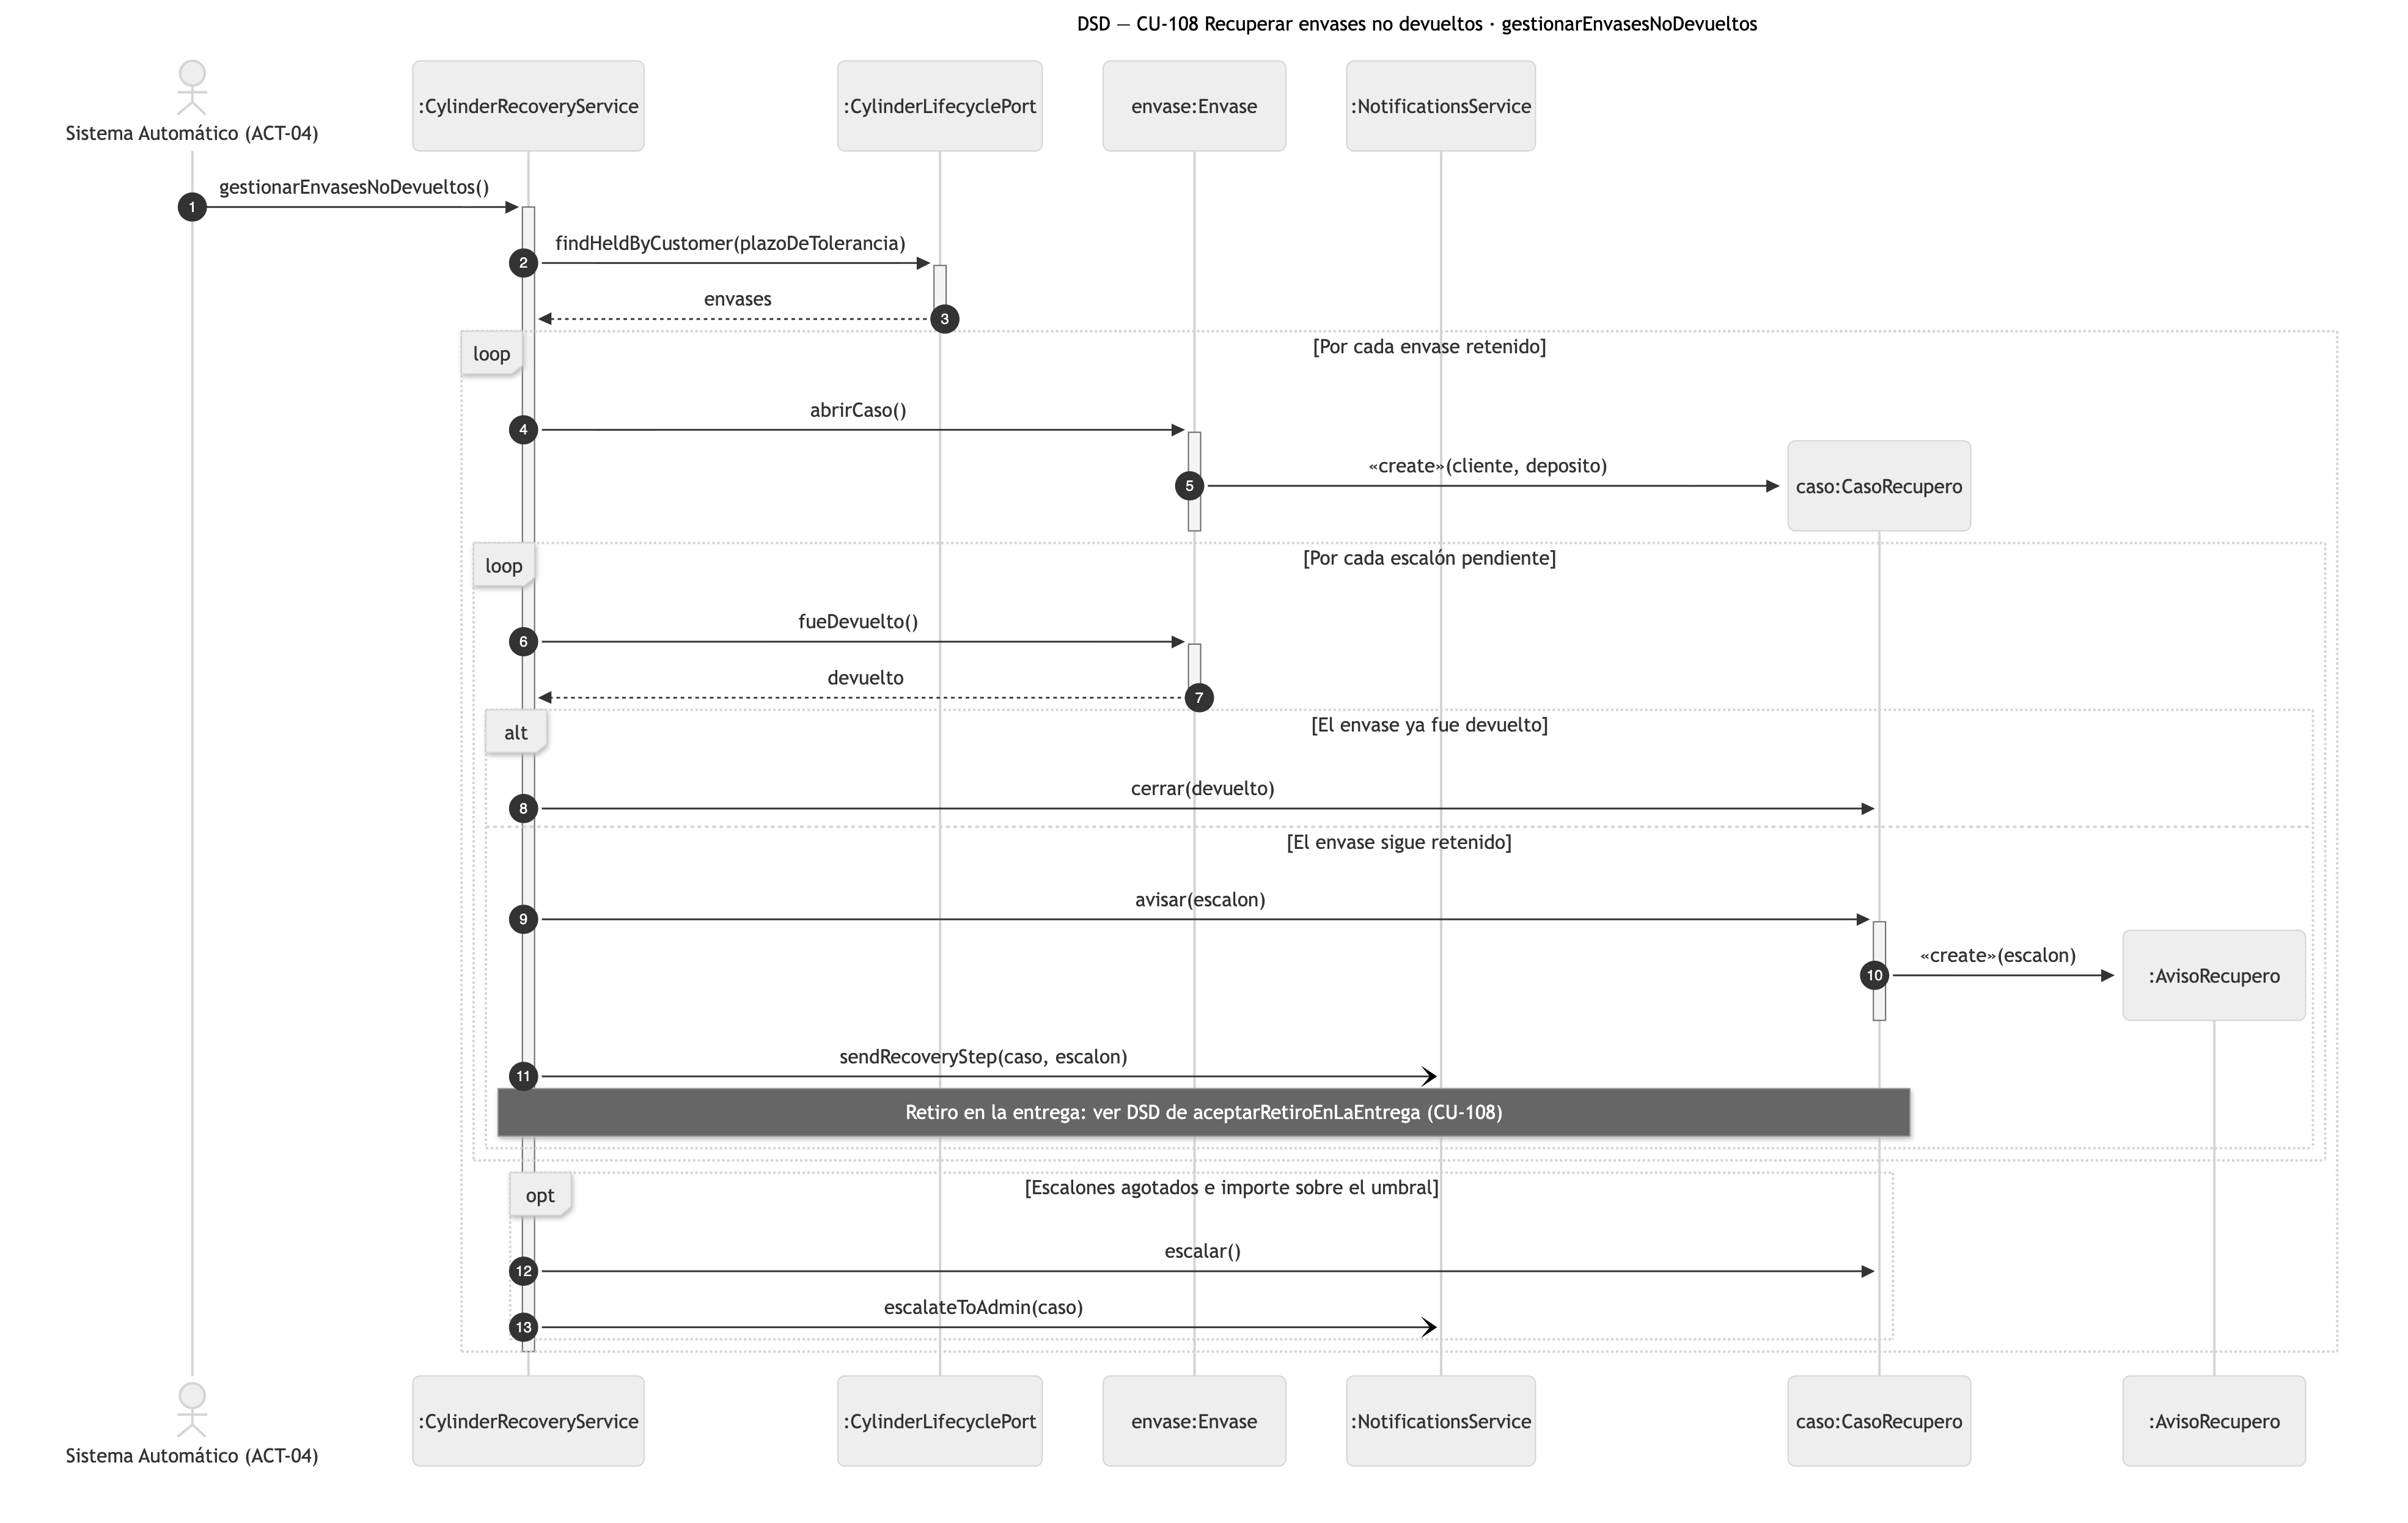 DSD — CU-108 Recuperar envases no devueltos · gestionarEnvasesNoDevueltos
Sistema Automático (ACT-04)
:CylinderRecoveryService
:CylinderLifecyclePort
envase:Envase
:NotificationsService
1
gestionarEnvasesNoDevueltos()
2
findHeldByCustomer(plazoDeTolerancia)
envases
3
loop
[Por cada envase retenido]
4
abrirCaso()
5
«create»(cliente, deposito)
caso:CasoRecupero
loop
[Por cada escalón pendiente]
6
fueDevuelto()
devuelto
7
alt
[El envase ya fue devuelto]
8
cerrar(devuelto)
[El envase sigue retenido]
9
avisar(escalon)
10
«create»(escalon)
:AvisoRecupero
11
sendRecoveryStep(caso, escalon)
Retiro en la entrega: ver DSD de aceptarRetiroEnLaEntrega (CU-108)
opt
[Escalones agotados e importe sobre el umbral]
12
escalar()
13
escalateToAdmin(caso)
Sistema Automático (ACT-04)
:CylinderRecoveryService
:CylinderLifecyclePort
envase:Envase
:NotificationsService
caso:CasoRecupero
:AvisoRecupero